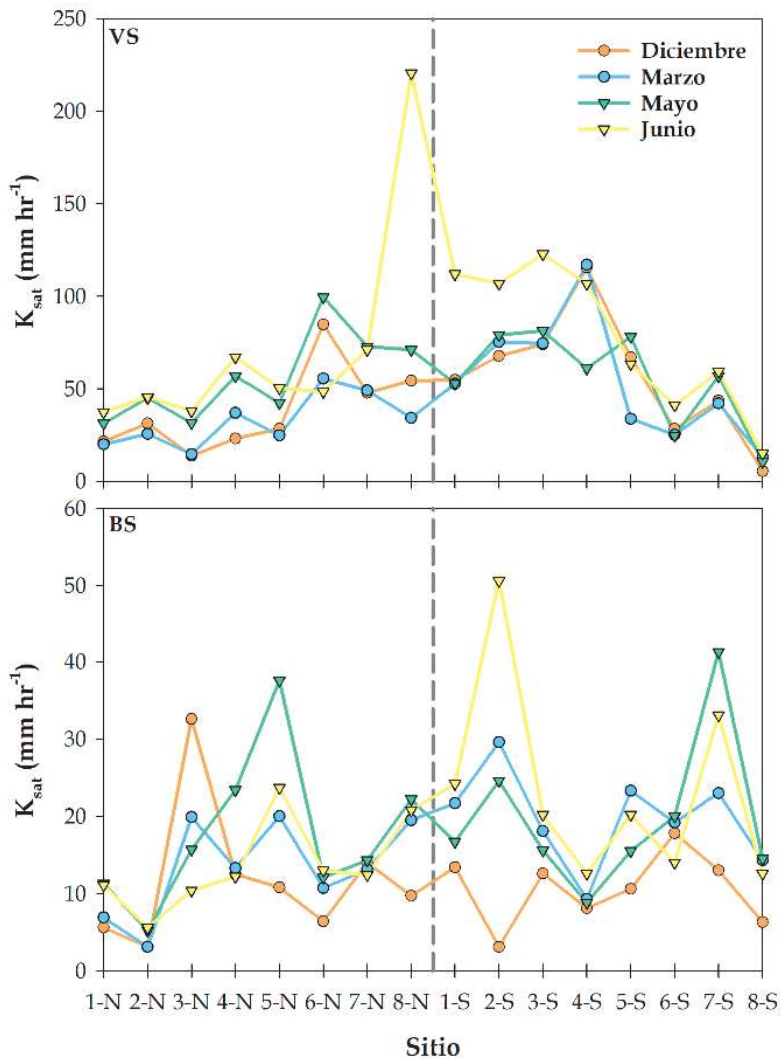 VS
Diciembre
Marzo
Mayo
Junio
250
200
150
100
50
0
K_sat (mm hr⁻¹)
BS
60
50
40
30
20
10
0
K_sat (mm hr⁻¹)
1-N 2-N 3-N 4-N 5-N 6-N 7-N 8-N 1-S 2-S 3-S 4-S 5-S 6-S 7-S 8-S
Sitio